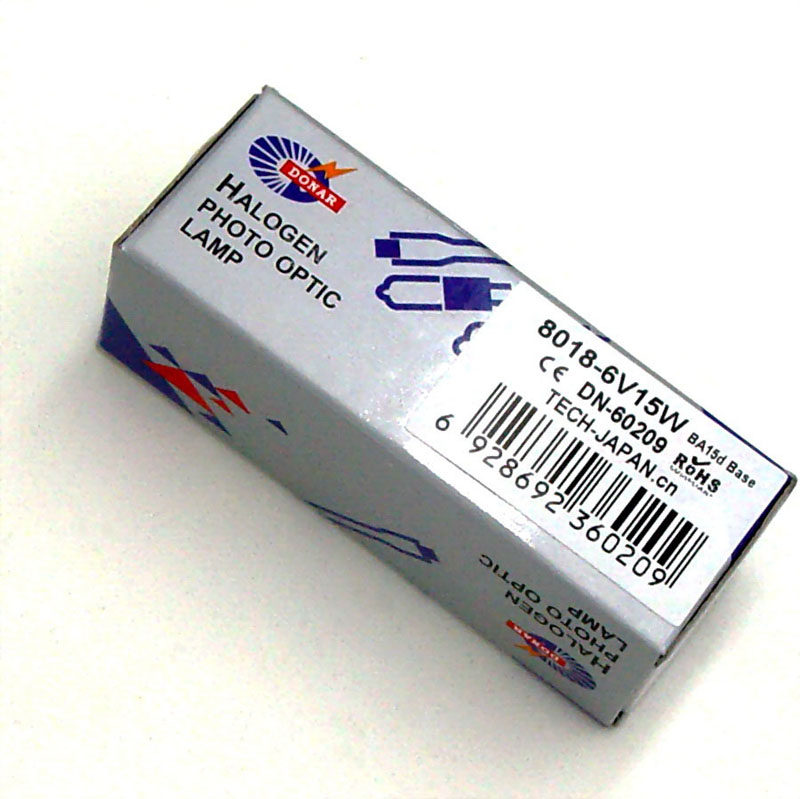 DONAR
HALOGEN
PHOTO OPTIC
LAMP
8018-6V15W BA15d Base
CE DN-60209 RoHS
TECH-JAPAN.cn
6 928692 360209
HALOGEN
PHOTO OPTIC
LAMP
DONAR